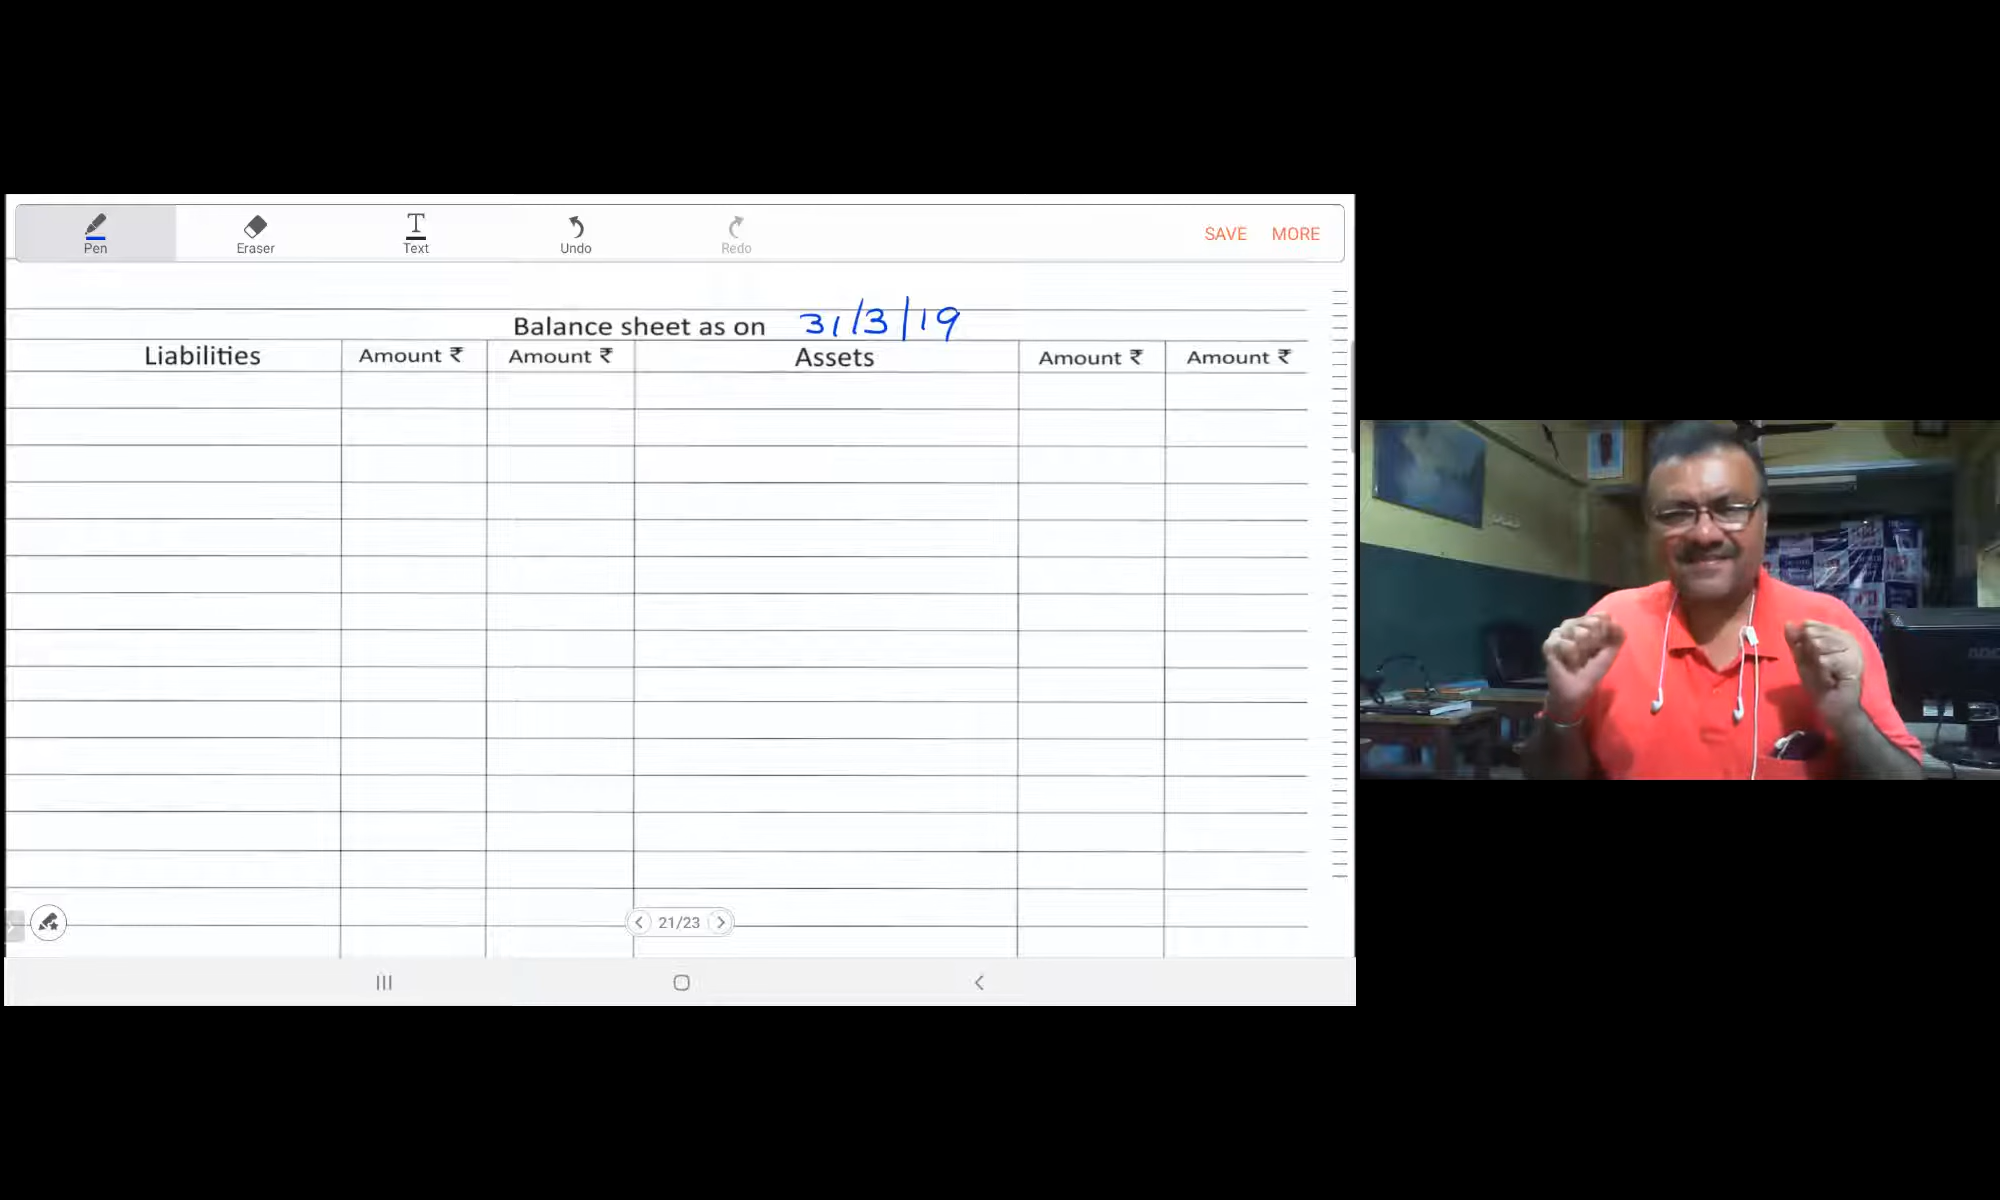 Pen Eraser Text Undo Redo SAVE MORE
Balance sheet as on 31/3/19
Liabilities Amount ₹ Amount ₹ Assets Amount ₹ Amount ₹
21/23